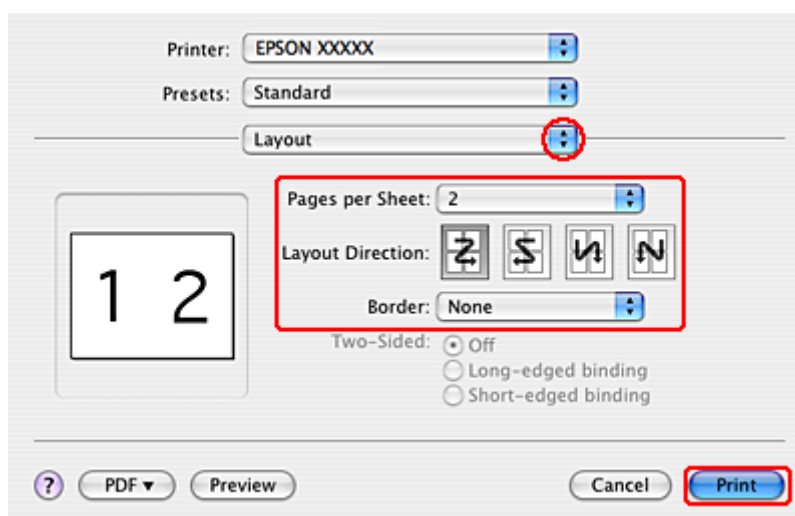 Printer: EPSON XXXXX
Presets: Standard
Layout
Pages per Sheet: 2
Layout Direction:
1 2
Border: None
Two-Sided: Off
Long-edged binding
Short-edged binding
? PDF▼ Preview Cancel Print